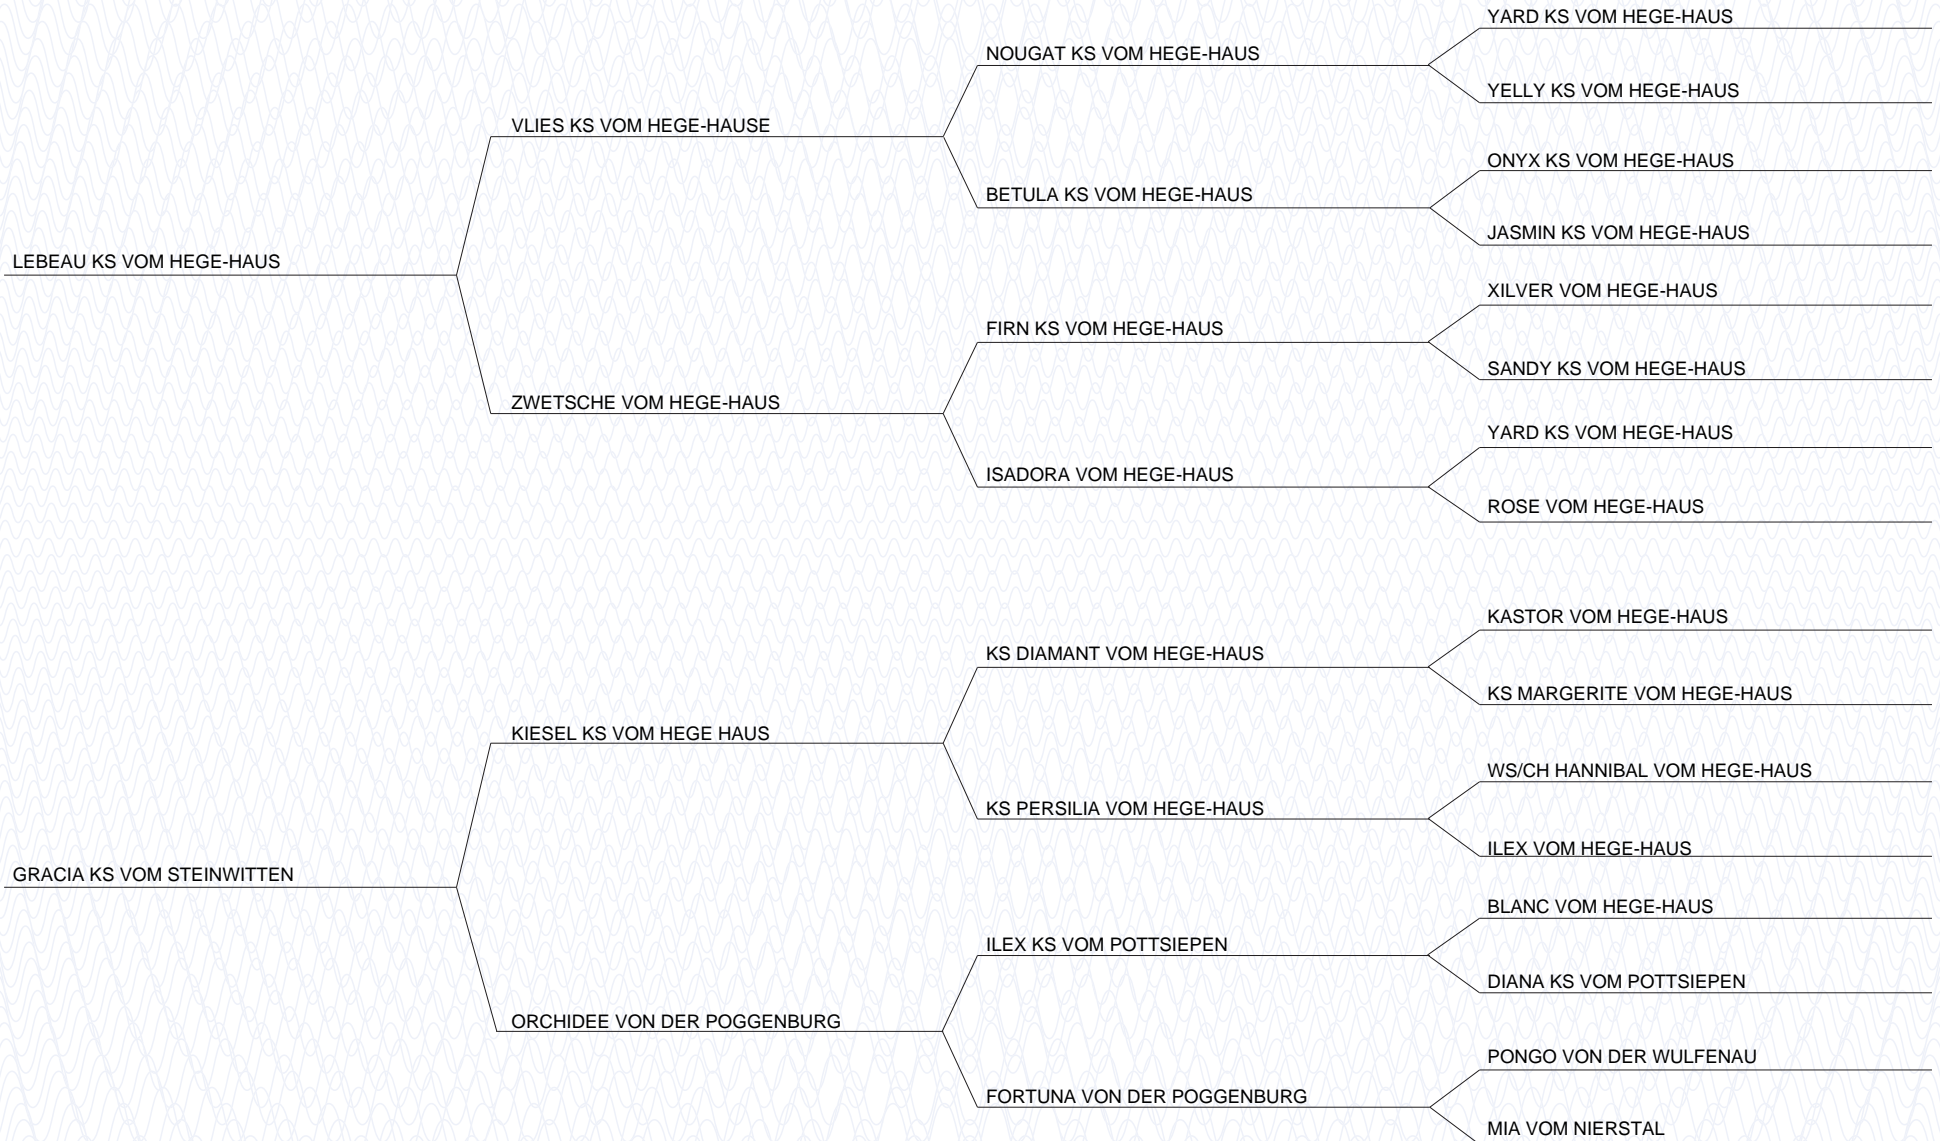 YARD KS VOM HEGE-HAUS
NOUGAT KS VOM HEGE-HAUS
YELLY KS VOM HEGE-HAUS
VLIES KS VOM HEGE-HAUSE
ONYX KS VOM HEGE-HAUS
BETULA KS VOM HEGE-HAUS
JASMIN KS VOM HEGE-HAUS
LEBEAU KS VOM HEGE-HAUS
XILVER VOM HEGE-HAUS
FIRN KS VOM HEGE-HAUS
SANDY KS VOM HEGE-HAUS
ZWETSCHE VOM HEGE-HAUS
YARD KS VOM HEGE-HAUS
ISADORA VOM HEGE-HAUS
ROSE VOM HEGE-HAUS
KASTOR VOM HEGE-HAUS
KS DIAMANT VOM HEGE-HAUS
KS MARGERITE VOM HEGE-HAUS
KIESEL KS VOM HEGE HAUS
WS/CH HANNIBAL VOM HEGE-HAUS
KS PERSILIA VOM HEGE-HAUS
ILEX VOM HEGE-HAUS
GRACIA KS VOM STEINWITTEN
BLANC VOM HEGE-HAUS
ILEX KS VOM POTTSIEPEN
DIANA KS VOM POTTSIEPEN
ORCHIDEE VON DER POGGENBURG
PONGO VON DER WULFENAU
FORTUNA VON DER POGGENBURG
MIA VOM NIERSTAL